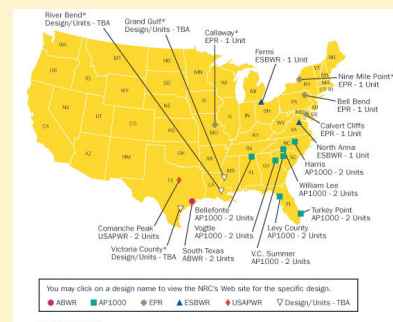 River Bend*
Design/Units - TBA
Grand Gulf*
Design/Units - TBA
Callaway*
EPR - 1 Unit
Fermi
ESBWR - 1 Unit
Nine Mile Point*
EPR - 1 Unit
Bell Bend
EPR - 1 Unit
Calvert Cliffs
EPR - 1 Unit
North Anna
ESBWR - 1 Unit
Harris
AP1000 - 2 Units
William Lee
AP1000 - 2 Units
Turkey Point
AP1000 - 2 Units
Levy County
AP1000 - 2 Units
V.C. Summer
AP1000 - 2 Units
Bellefonte
AP1000 - 2 Units
Vogtle
AP1000 - 2 Units
South Texas
ABWR - 2 Units
Comanche Peak
USAPWR - 2 Units
Victoria County*
Design/Units - TBA
WA
OR
CA
NV
ID
MT
WY
UT
AZ
NM
CO
ND
SD
NE
KS
OK
TX
MN
IA
MO
AR
LA
WI
IL
MS
MI
IN
KY
TN
AL
OH
GA
FL
SC
NC
VA
PA
NY
VT
ME
You may click on a design name to view the NRC's Web site for the specific design.
ABWR AP1000 EPR ESBWR USAPWR Design/Units - TBA